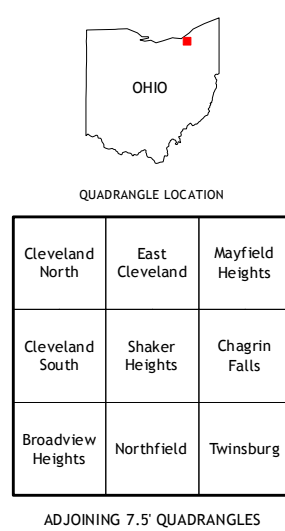 OHIO
QUADRANGLE LOCATION
Cleveland North
East Cleveland
Mayfield Heights
Cleveland South
Shaker Heights
Chagrin Falls
Broadview Heights
Northfield
Twinsburg
ADJOINING 7.5' QUADRANGLES